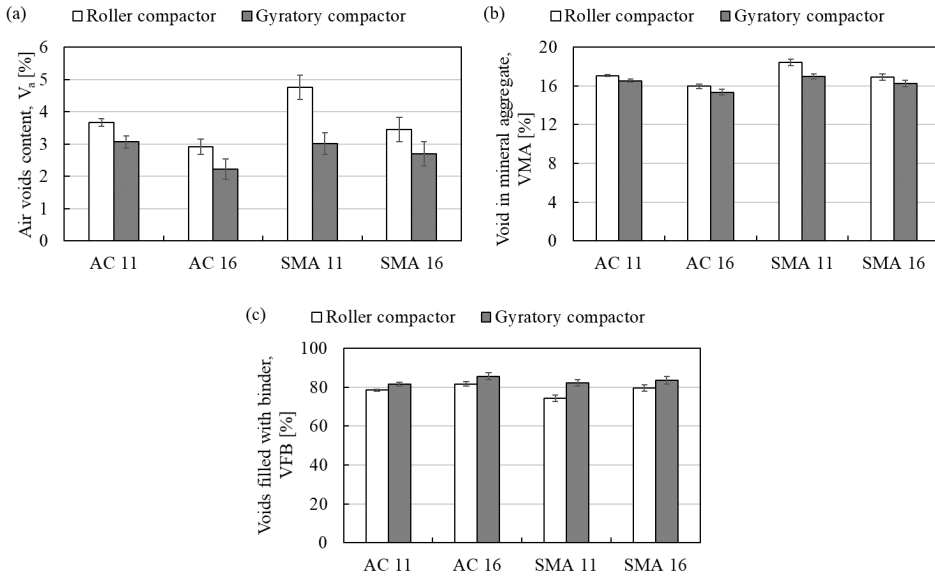 (a)
Roller compactor Gyratory compactor
Air voids content, Va [%]
6
5
4
3
2
1
0
AC 11 AC 16 SMA 11 SMA 16
(b)
Roller compactor Gyratory compactor
Void in mineral aggregate,
VMA [%]
20
16
12
8
4
0
AC 11 AC 16 SMA 11 SMA 16
(c)
Roller compactor Gyratory compactor
Voids filled with binder,
VFB [%]
100
80
60
40
20
0
AC 11 AC 16 SMA 11 SMA 16